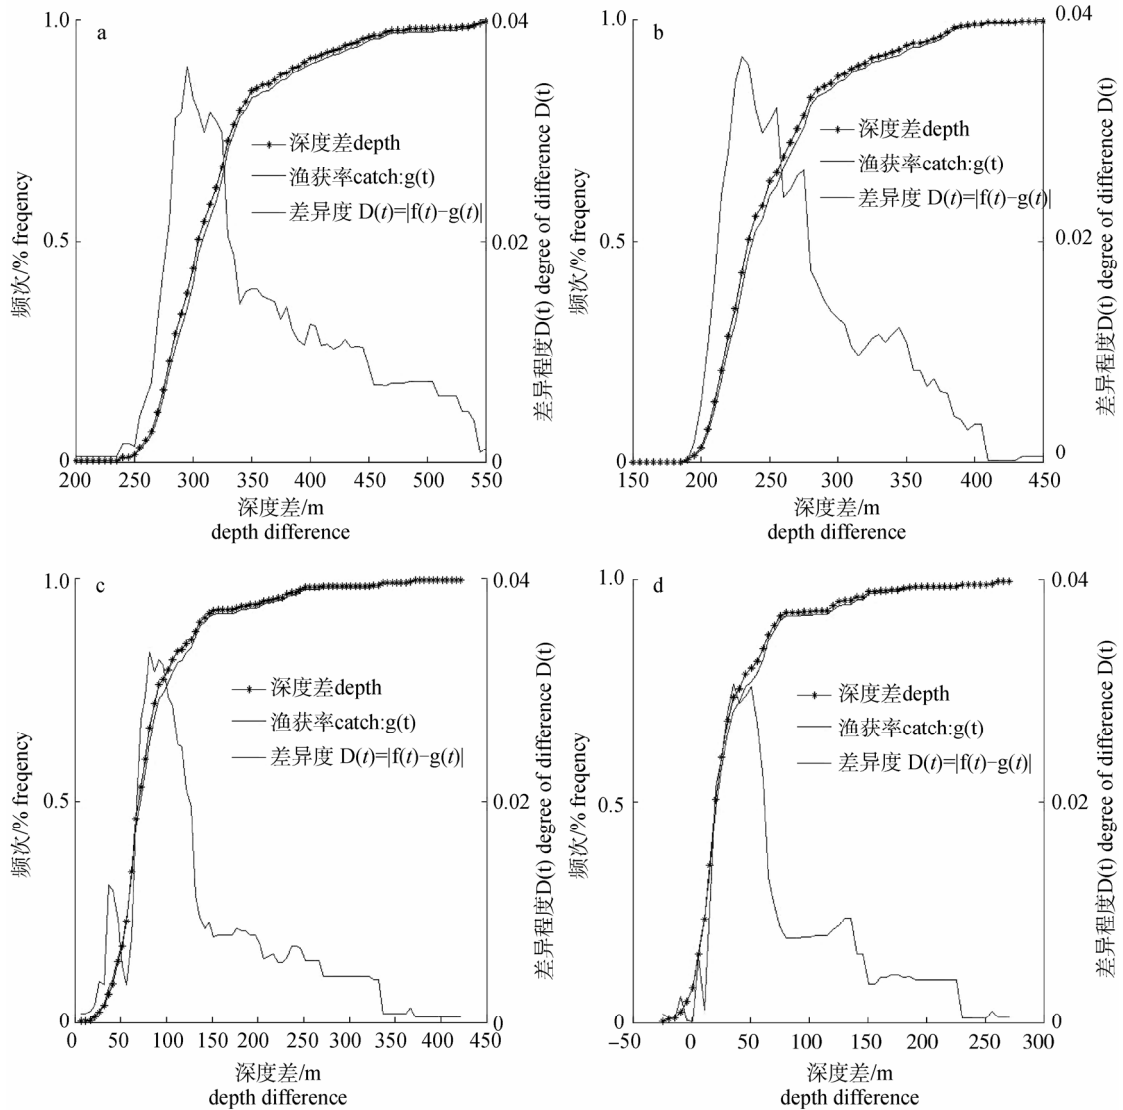 a
1.0
0.5
0
200 250 300 350 400 450 500 550
0.04
0.02
0
频次/% freqency
差异程度D(t) degree of difference D(t)
深度差depth
渔获率catch:g(t)
差异度 D(t)=|f(t)−g(t)|
深度差/m
depth difference
b
1.0
0.5
0
150 200 250 300 350 400 450
0.04
0.02
0
频次/% freqency
差异程度D(t) degree of difference D(t)
深度差depth
渔获率catch:g(t)
差异度 D(t)=|f(t)−g(t)|
深度差/m
depth difference
c
1.0
0.5
0
0 50 100 150 200 250 300 350 400 450
0.04
0.02
0
频次/% freqency
差异程度D(t) degree of difference D(t)
深度差depth
渔获率catch:g(t)
差异度 D(t)=|f(t)−g(t)|
深度差/m
depth difference
d
1.0
0.5
0
−50 0 50 100 150 200 250 300
0.04
0.02
0
频次/% freqency
差异程度D(t) degree of difference D(t)
深度差depth
渔获率catch:g(t)
差异度 D(t)=|f(t)−g(t)|
深度差/m
depth difference